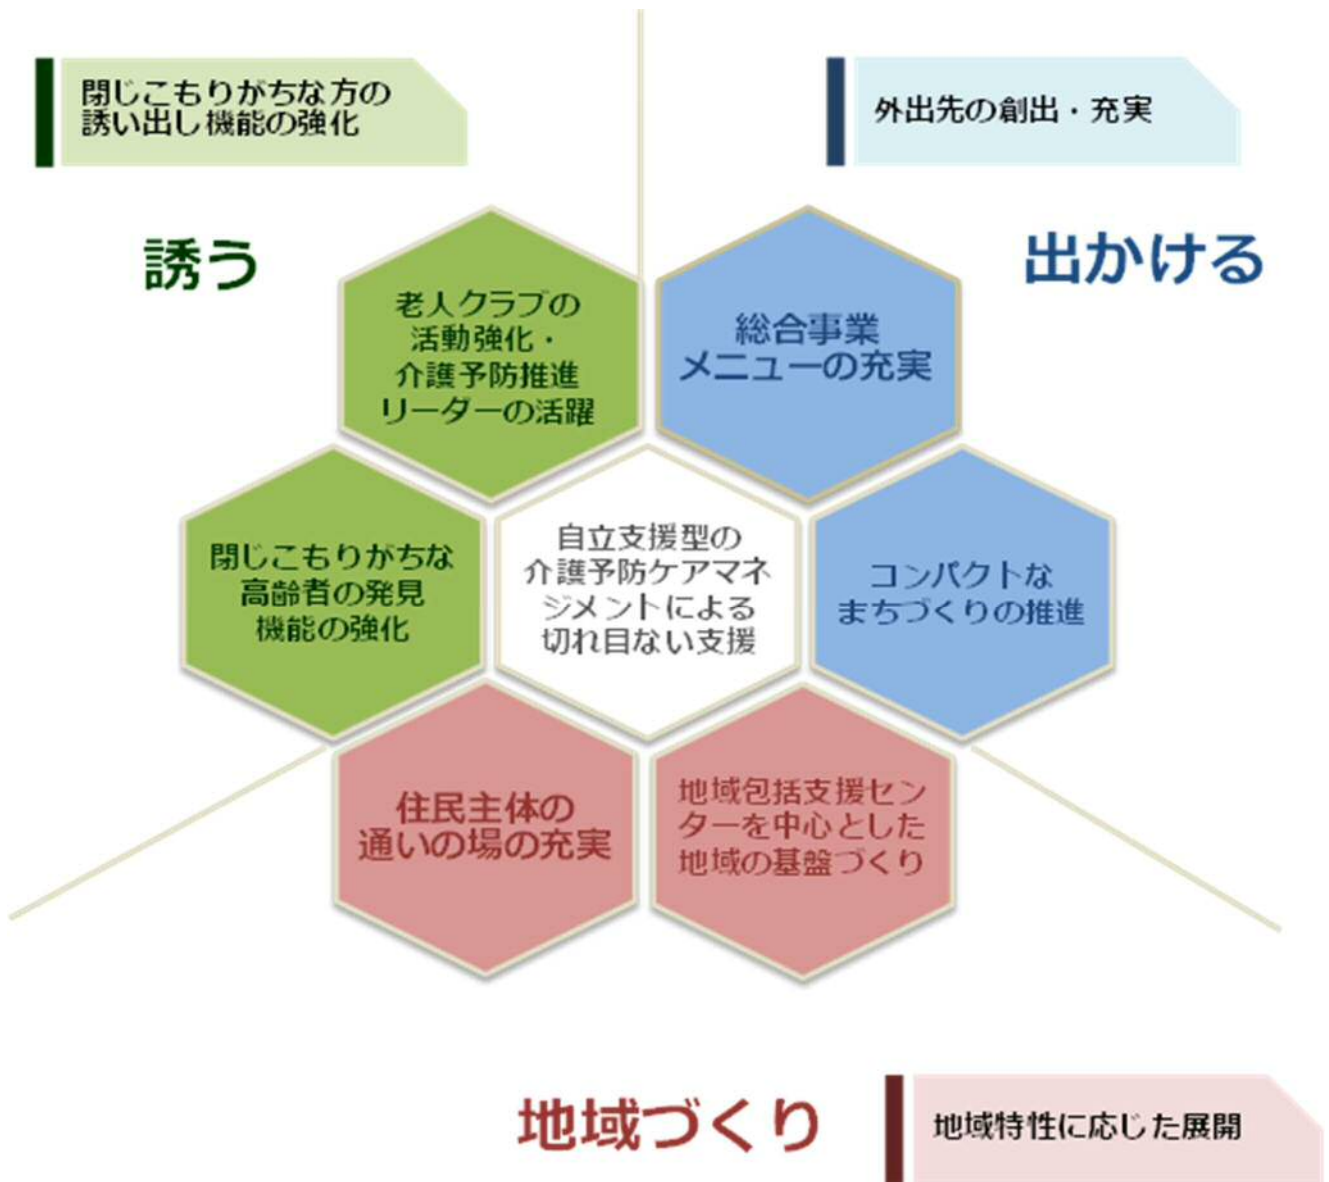 閉じこもりがちな方の
誘い出し機能の強化
外出先の創出・充実
誘う
出かける
老人クラブの
活動強化・
介護予防推進
リーダーの活躍
総合事業
メニューの充実
閉じこもりがちな
高齢者の発見
機能の強化
自立支援型の
介護予防ケアマネ
ジメントによる
切れ目ない支援
コンパクトな
まちづくりの推進
住民主体の
通いの場の充実
地域包括支援セン
ターを中心とした
地域の基盤づくり
地域づくり
地域特性に応じた展開